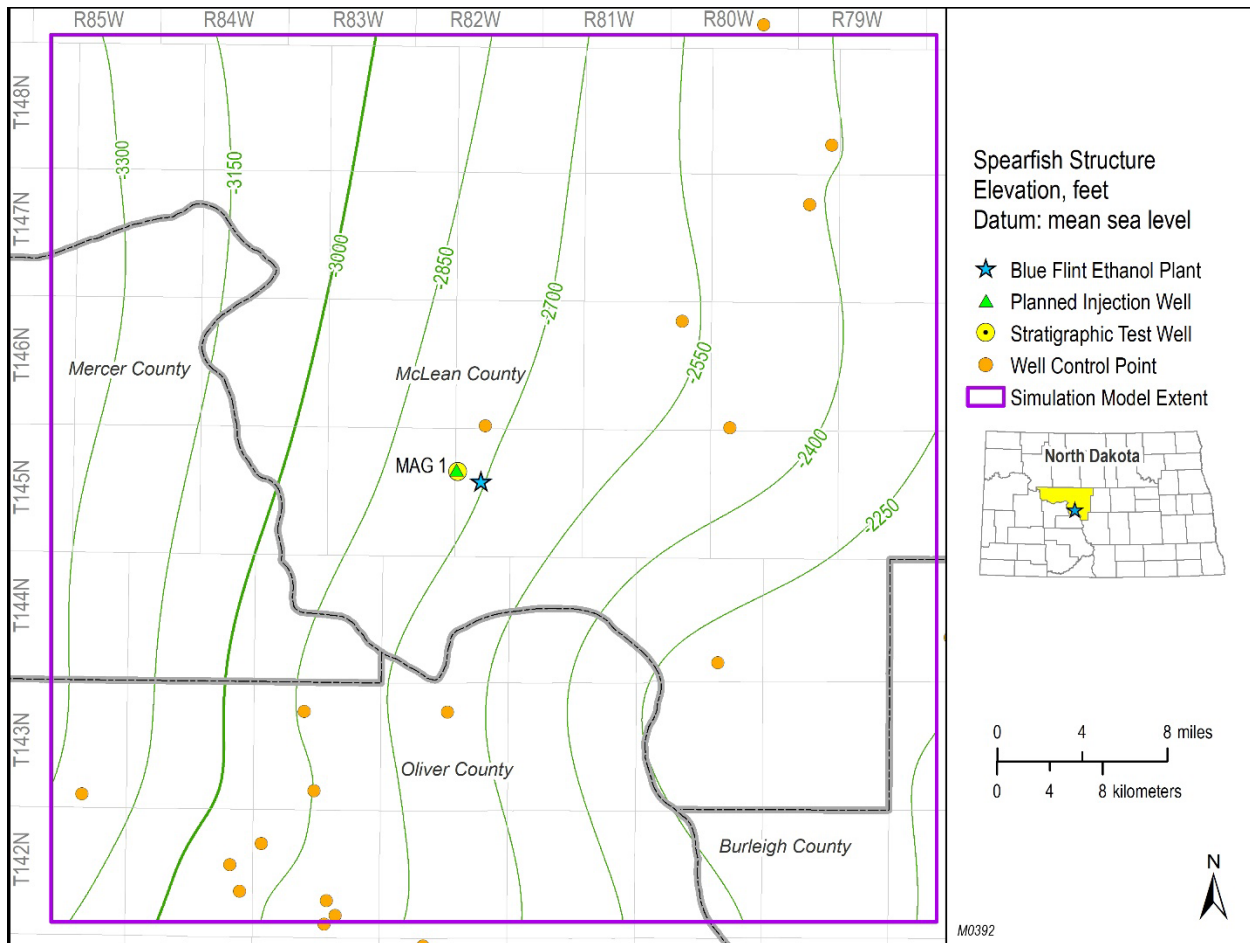 R85W R84W R83W R82W R81W R80W R79W
T148N
T147N
T146N
T145N
T144N
T143N
T142N
-3300
-3150
-3000
-2850
-2700
-2550
-2400
-2250
Mercer County
McLean County
MAG 1
Oliver County
Burleigh County
Spearfish Structure
Elevation, feet
Datum: mean sea level
Blue Flint Ethanol Plant
Planned Injection Well
Stratigraphic Test Well
Well Control Point
Simulation Model Extent
North Dakota
0 4 8 miles
0 4 8 kilometers
N
M0392